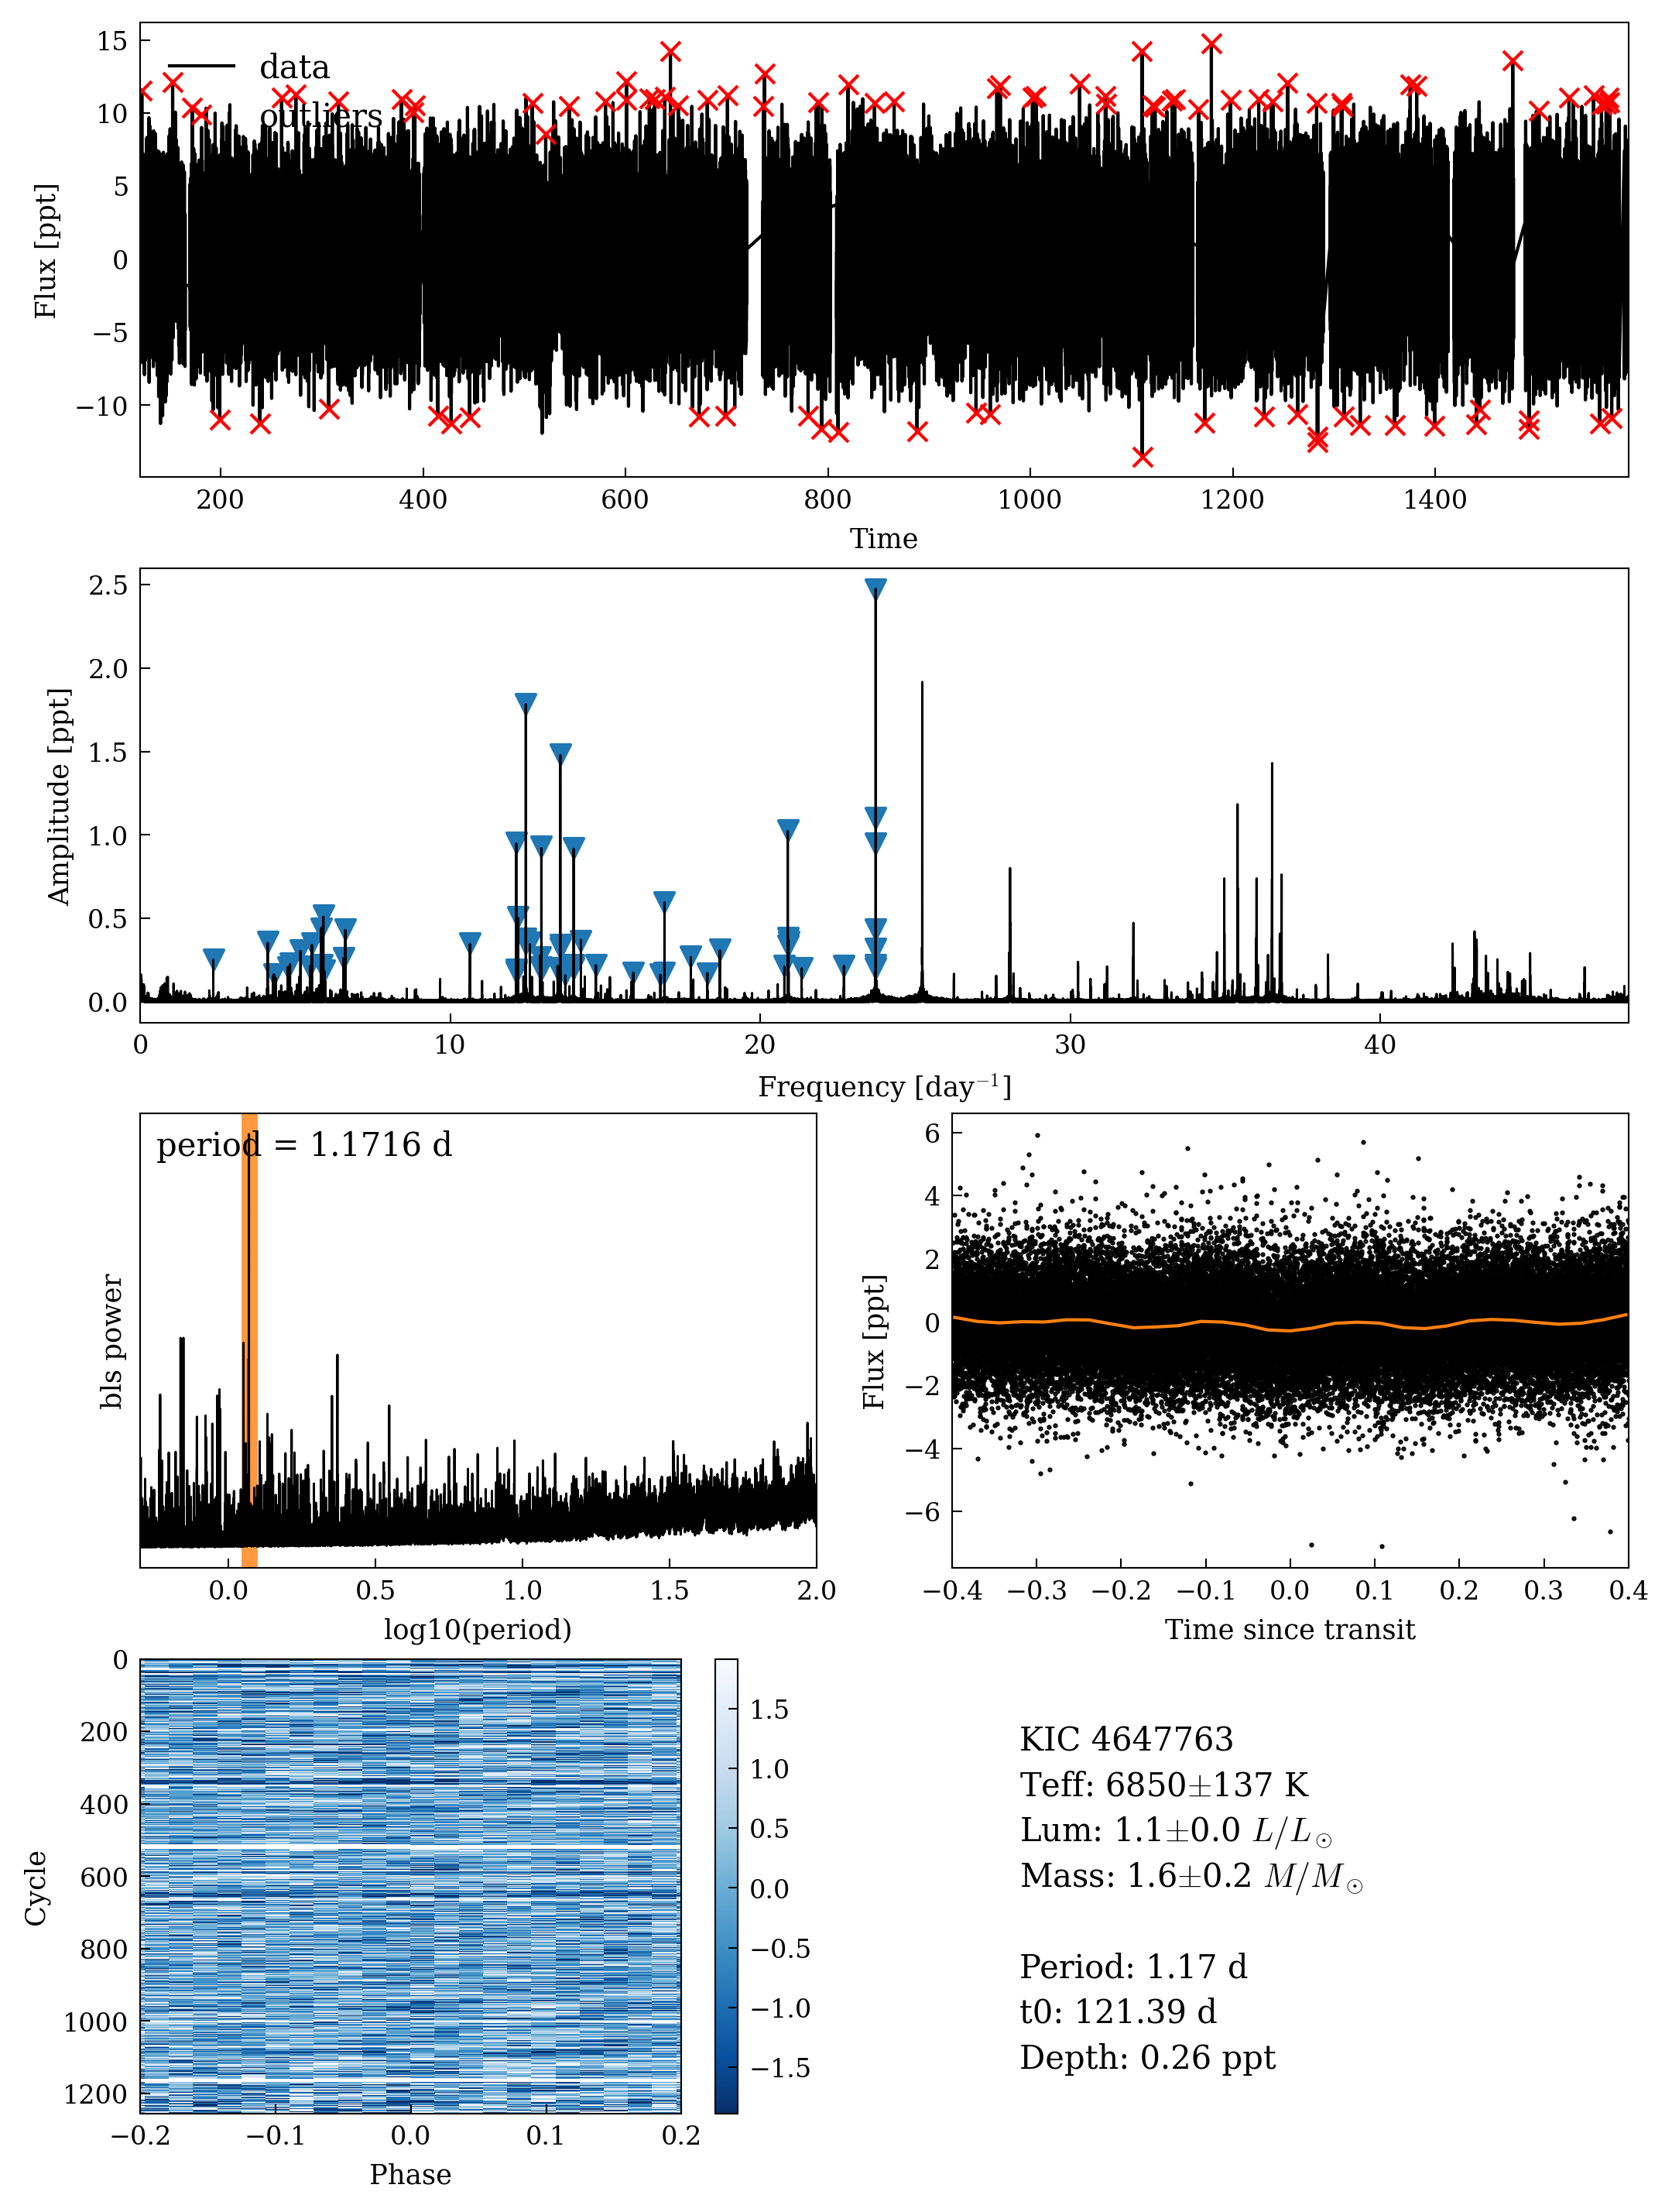 data
outliers
15
10
5
0
−5
−10
Flux [ppt]
200 400 600 800 1000 1200 1400
Time
2.5
2.0
1.5
1.0
0.5
0.0
Amplitude [ppt]
0 10 20 30 40
Frequency [day⁻¹]
period = 1.1716 d
bls power
0.0 0.5 1.0 1.5 2.0
log10(period)
6
4
2
0
−2
−4
−6
Flux [ppt]
−0.4 −0.3 −0.2 −0.1 0.0 0.1 0.2 0.3 0.4
Time since transit
0
200
400
600
800
1000
1200
Cycle
−0.2 −0.1 0.0 0.1 0.2
Phase
1.5
1.0
0.5
0.0
−0.5
−1.0
−1.5
KIC 4647763
Teff: 6850±137 K
Lum: 1.1±0.0 L/L⊙
Mass: 1.6±0.2 M/M⊙
Period: 1.17 d
t0: 121.39 d
Depth: 0.26 ppt